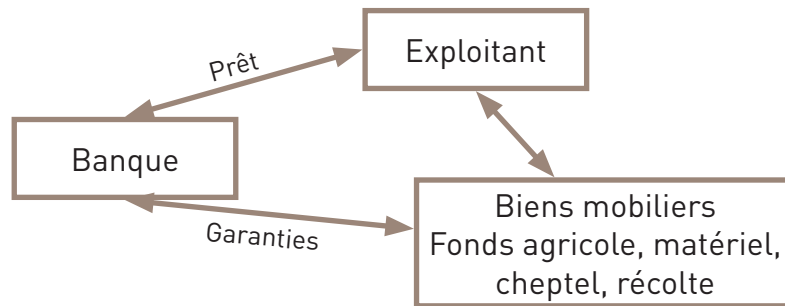 Prêt
Exploitant
Banque
Garanties
Biens mobiliers
Fonds agricole, matériel,
cheptel, récolte